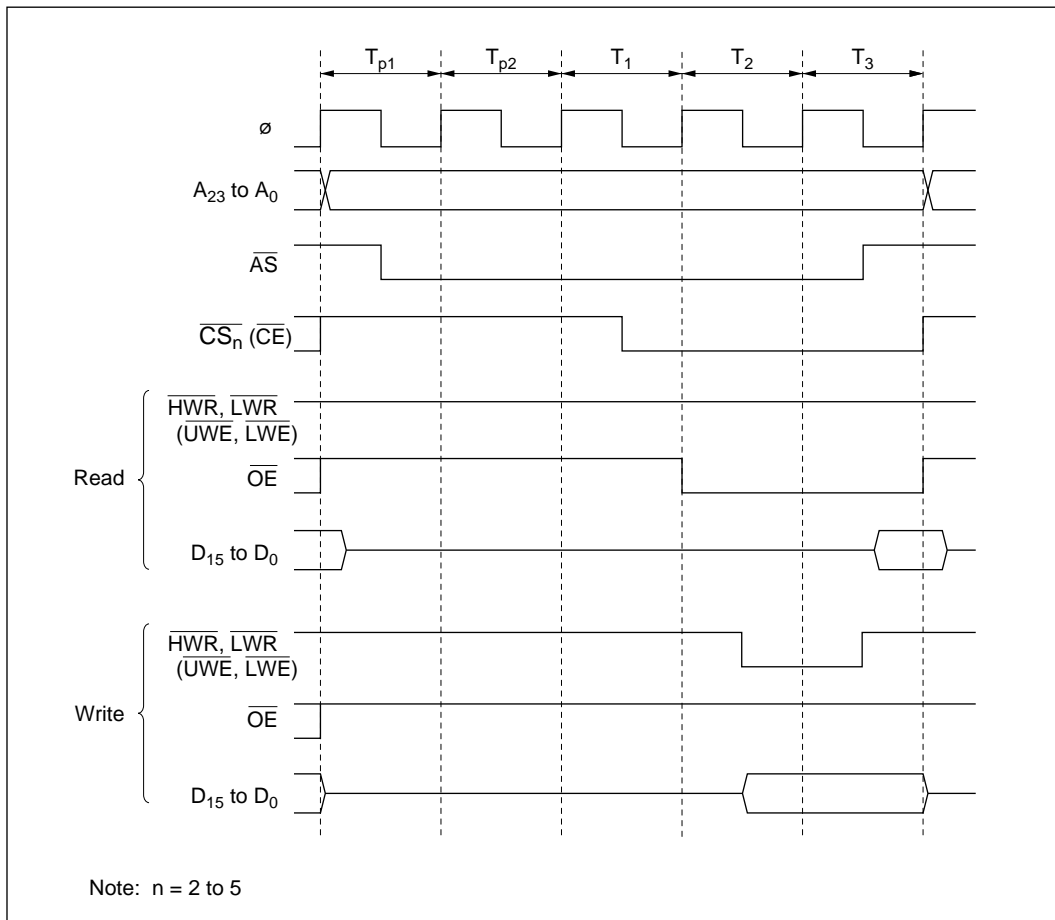 Tp1 Tp2 T1 T2 T3
ø
A23 to A0
AS
CSn (CE)
Read
HWR, LWR
(UWE, LWE)
OE
D15 to D0
Write
HWR, LWR
(UWE, LWE)
OE
D15 to D0
Note: n = 2 to 5